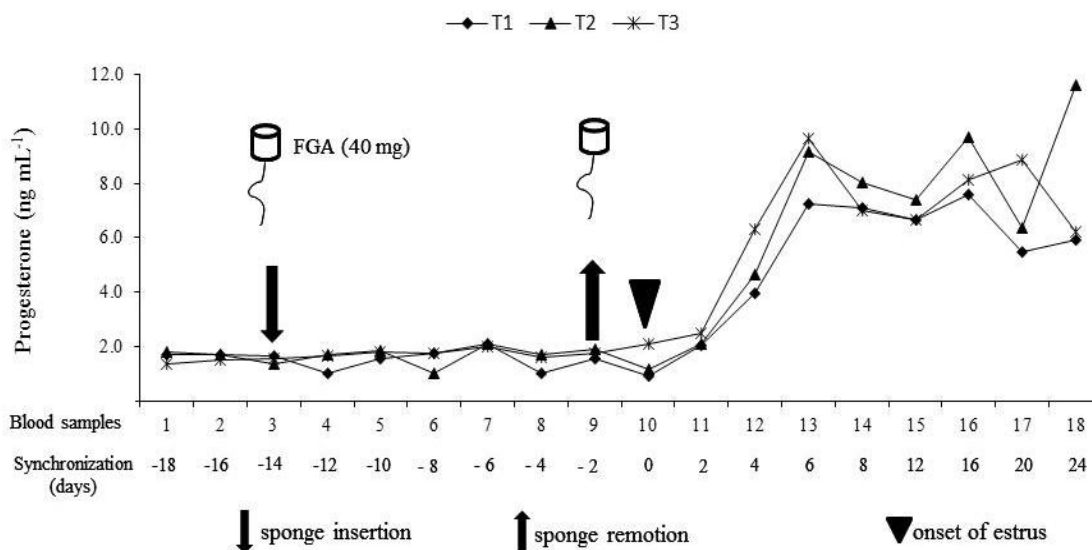 T1 T2 T3
Progesterone (ng mL-1)
12.0
10.0
8.0
6.0
4.0
2.0
FGA (40 mg)
Blood samples 1 2 3 4 5 6 7 8 9 10 11 12 13 14 15 16 17 18
Synchronization (days) -18 -16 -14 -12 -10 - 8 - 6 - 4 - 2 0 2 4 6 8 12 16 20 24
sponge insertion sponge remotion onset of estrus